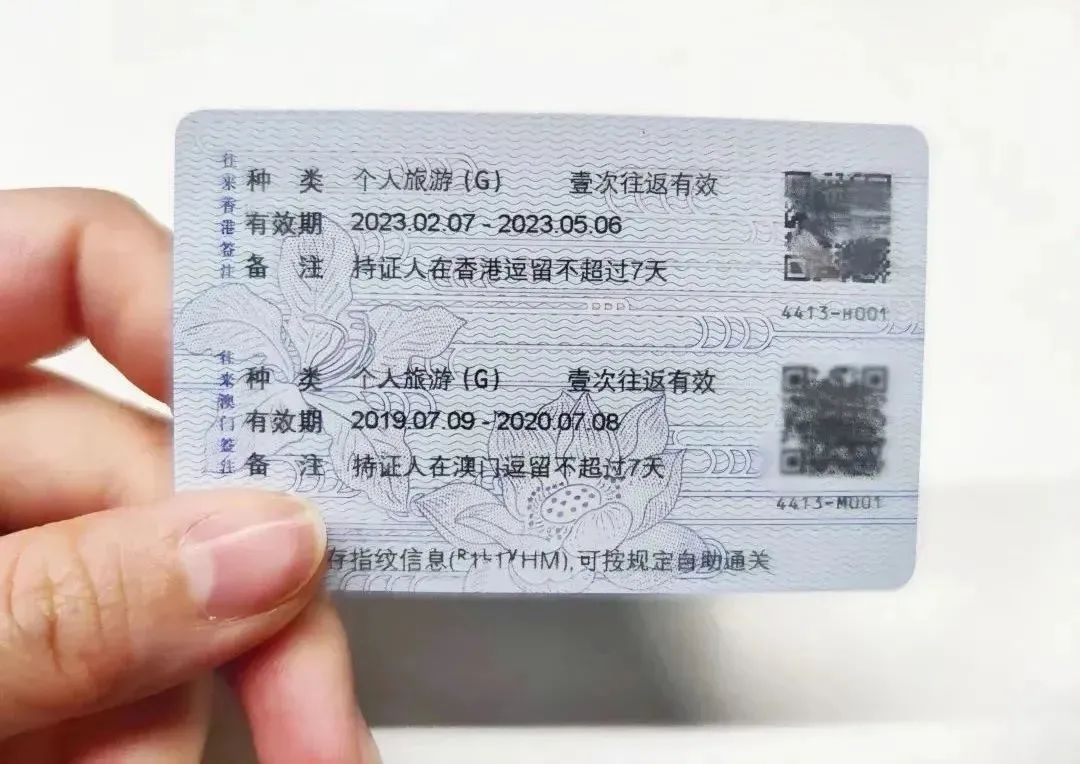 往来香港签注
种 类 个人旅游(G) 壹次往返有效
有效期 2023.02.07 - 2023.05.06
备 注 持证人在香港逗留不超过7天
4413-H001
往来澳门签注
种 类 个人旅游(G) 壹次往返有效
有效期 2019.07.09 - 2020.07.08
备 注 持证人在澳门逗留不超过7天
4413-M001
存指纹信息(R1L1/HM),可按规定自助通关